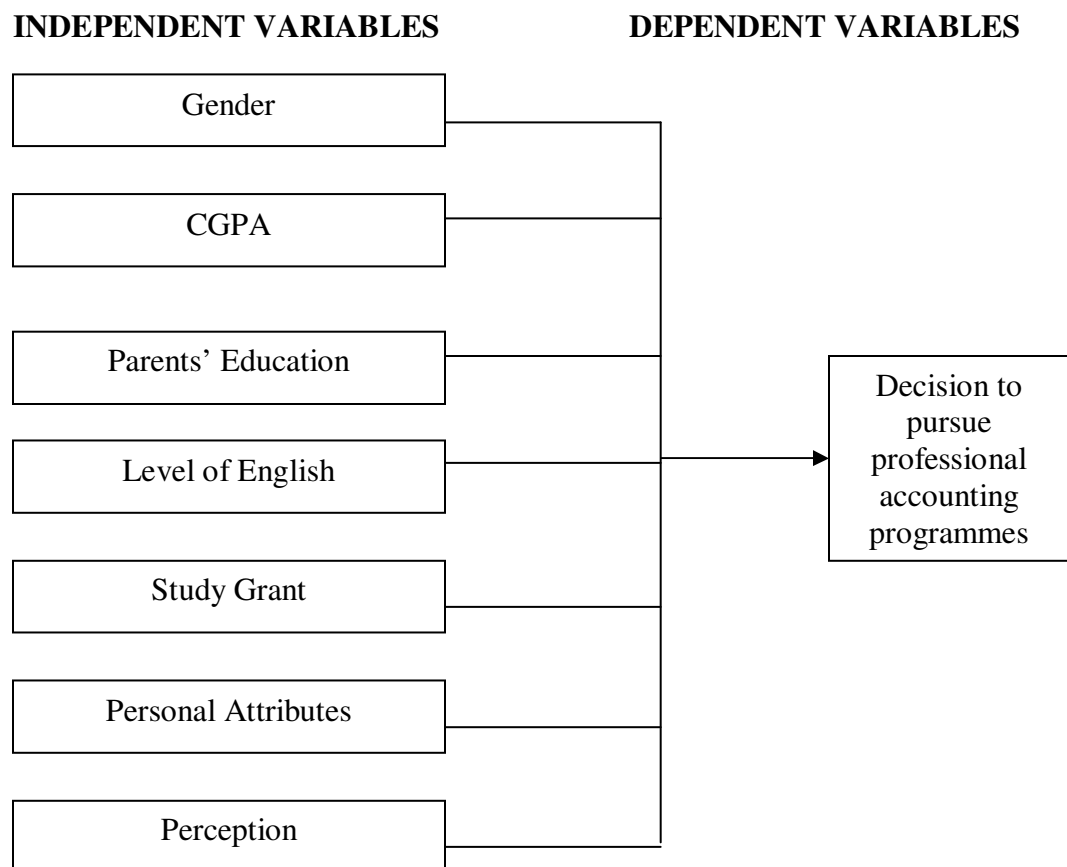 INDEPENDENT VARIABLES
DEPENDENT VARIABLES
Gender
CGPA
Parents’ Education
Level of English
Study Grant
Personal Attributes
Perception
Decision to
pursue
professional
accounting
programmes